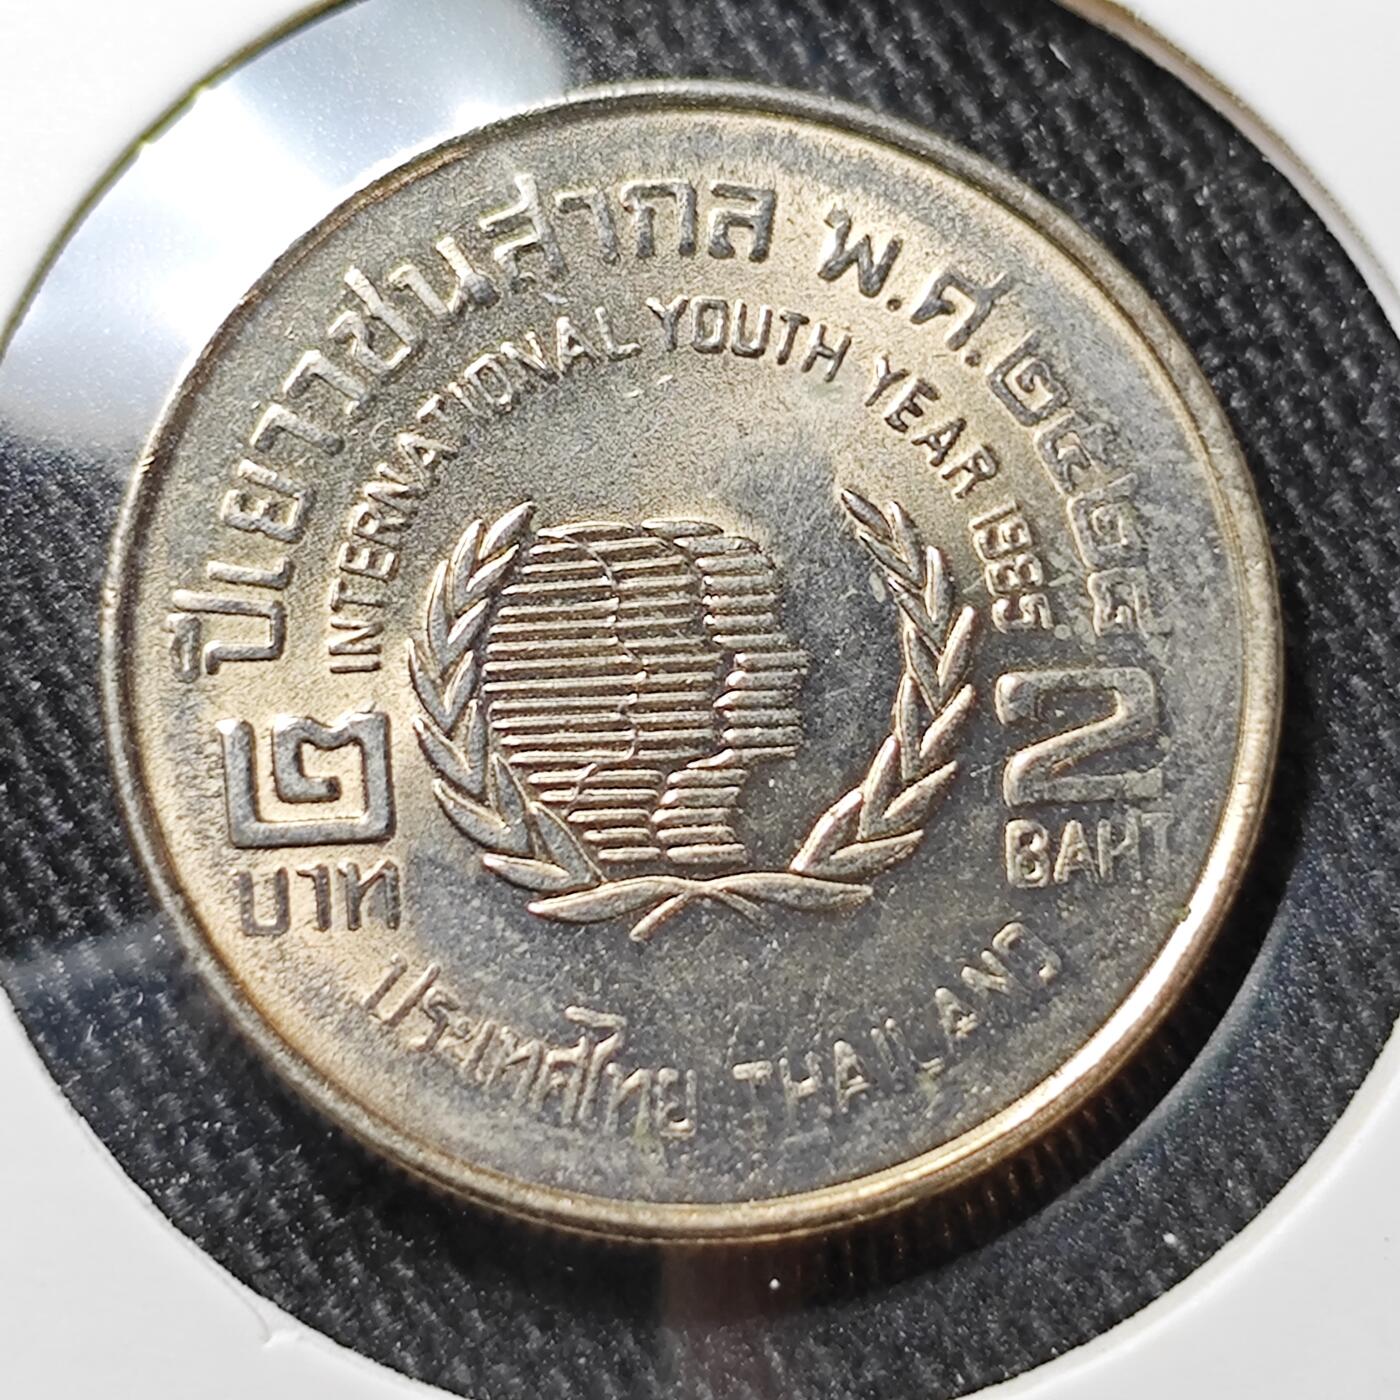 ปีเยาวชนสากล พ.ศ. ๒๕๒๘
INTERNATIONAL YOUTH YEAR 1985
๒
บาท
2
BAHT
ประเทศไทย THAILAND